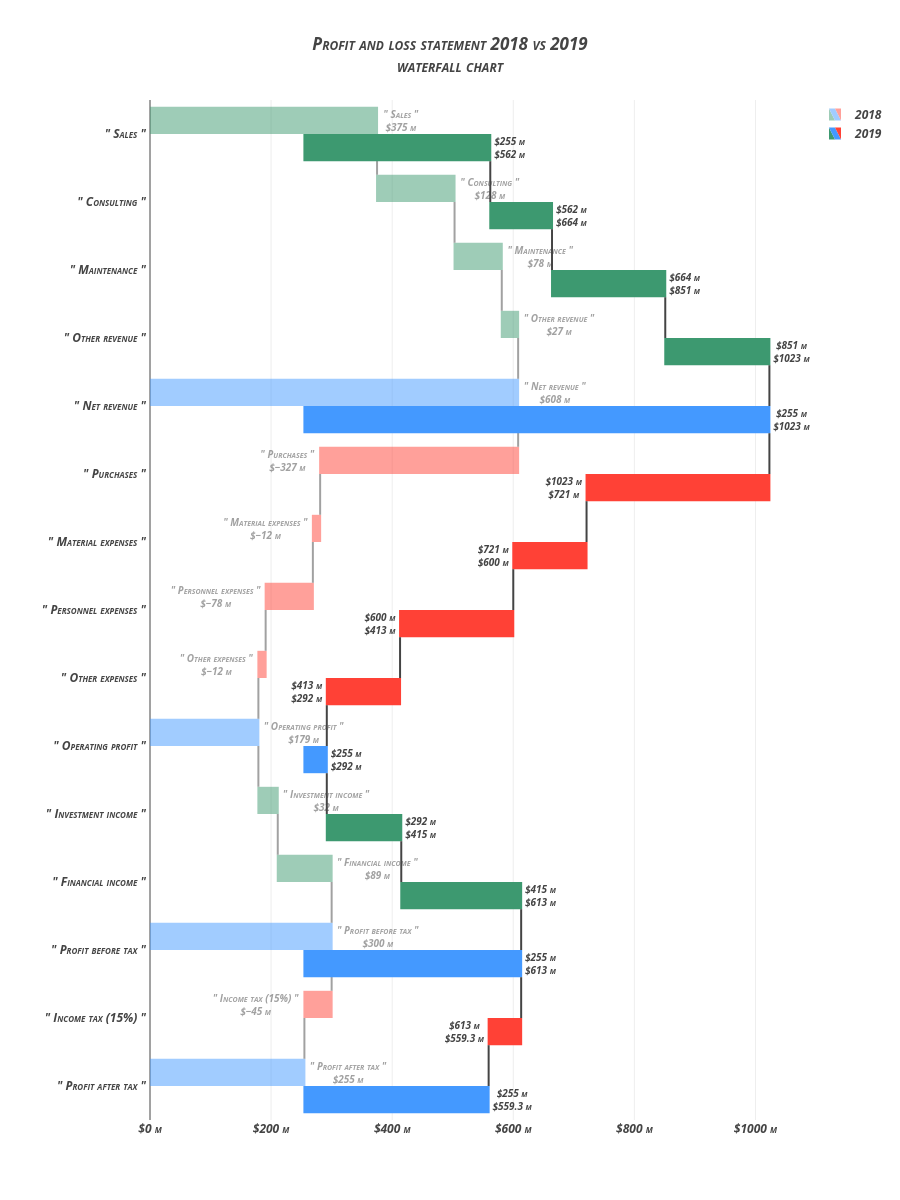 Profit and loss statement 2018 vs 2019
waterfall chart
2018
2019
" Sales "
" Sales "
$375 m
$255 m
$562 m
" Consulting "
" Consulting "
$128 m
$562 m
$664 m
" Maintenance "
" Maintenance "
$78 m
$664 m
$851 m
" Other revenue "
" Other revenue "
$27 m
$851 m
$1023 m
" Net revenue "
" Net revenue "
$608 m
$255 m
$1023 m
" Purchases "
" Purchases "
$−327 m
$1023 m
$721 m
" Material expenses "
" Material expenses "
$−12 m
$721 m
$600 m
" Personnel expenses "
" Personnel expenses "
$−78 m
$600 m
$413 m
" Other expenses "
" Other expenses "
$−12 m
$413 m
$292 m
" Operating profit "
" Operating profit "
$179 m
$255 m
$292 m
" Investment income "
" Investment income "
$32 m
$292 m
$415 m
" Financial income "
" Financial income "
$89 m
$415 m
$613 m
" Profit before tax "
" Profit before tax "
$300 m
$255 m
$613 m
" Income tax (15%) "
" Income tax (15%) "
$−45 m
$613 m
$559.3 m
" Profit after tax "
" Profit after tax "
$255 m
$255 m
$559.3 m
$0 m $200 m $400 m $600 m $800 m $1000 m